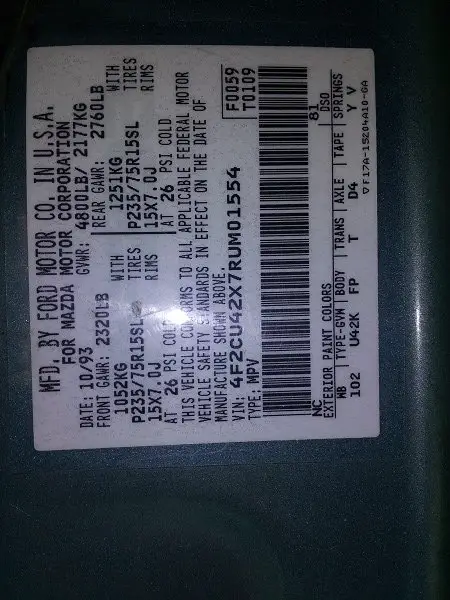 MFD. BY FORD MOTOR CO. IN U.S.A.
FOR MAZDA MOTOR CORPORATION
DATE: 10/93 GVWR: 4800LB/ 2177KG
FRONT GAWR: 2320LB REAR GAWR: 2760LB
1052KG WITH 1251KG WITH
P235/75R15SL TIRES P235/75R15SL TIRES
15X7.0J RIMS 15X7.0J RIMS
AT 26 PSI COLD AT 26 PSI COLD
THIS VEHICLE CONFORMS TO ALL APPLICABLE FEDERAL MOTOR
VEHICLE SAFETY STANDARDS IN EFFECT ON THE DATE OF
MANUFACTURE SHOWN ABOVE.
VIN: 4F2CU42X7RUM01554 F0059
TYPE: MPV T0109
NC 81
EXTERIOR PAINT COLORS DSO
WB TYPE-GVM BODY TRANS AXLE TAPE SPRINGS
102 U42K FP T D4 Y V
▽F17A-15204A10-GA